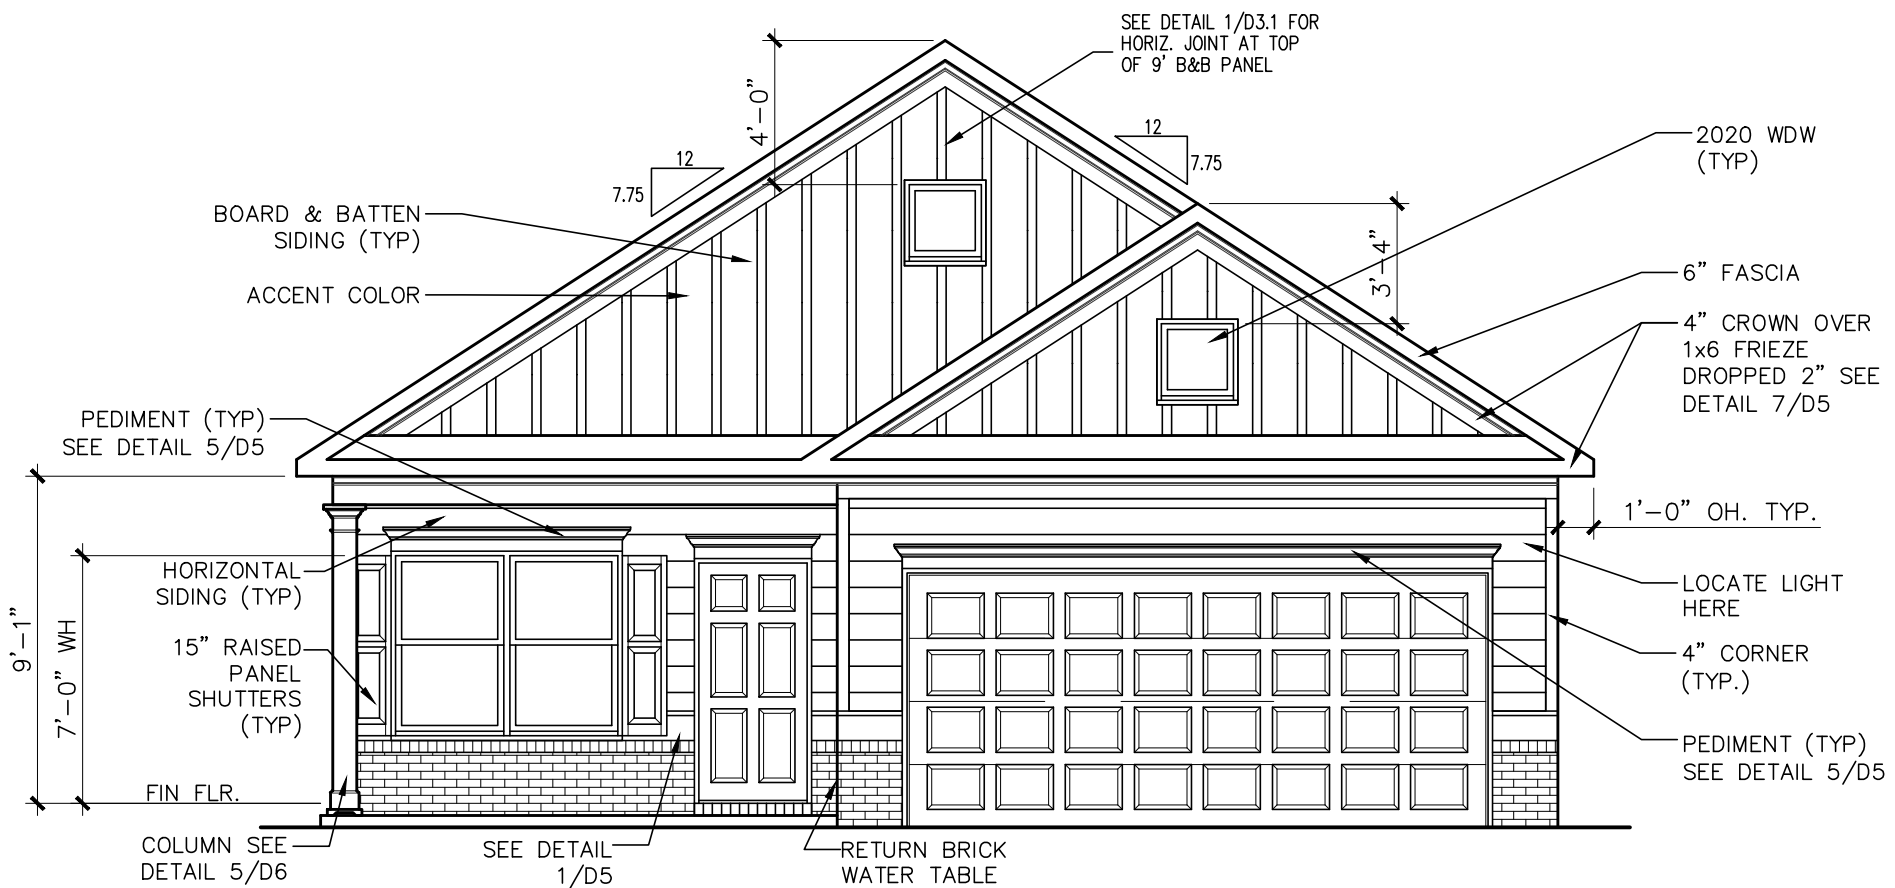 SEE DETAIL 1/D3.1 FOR
HORIZ. JOINT AT TOP
OF 9' B&B PANEL
4'-0"
12
7.75
12
7.75
2020 WDW
(TYP)
BOARD & BATTEN
SIDING (TYP)
ACCENT COLOR
3'-4"
6" FASCIA
4" CROWN OVER
1x6 FRIEZE
DROPPED 2" SEE
DETAIL 7/D5
PEDIMENT (TYP)
SEE DETAIL 5/D5
1'-0" OH. TYP.
HORIZONTAL
SIDING (TYP)
LOCATE LIGHT
HERE
9'-1"
7'-0" WH
15" RAISED
PANEL
SHUTTERS
(TYP)
4" CORNER
(TYP.)
PEDIMENT (TYP)
SEE DETAIL 5/D5
FIN FLR.
COLUMN SEE
DETAIL 5/D6
SEE DETAIL
1/D5
RETURN BRICK
WATER TABLE